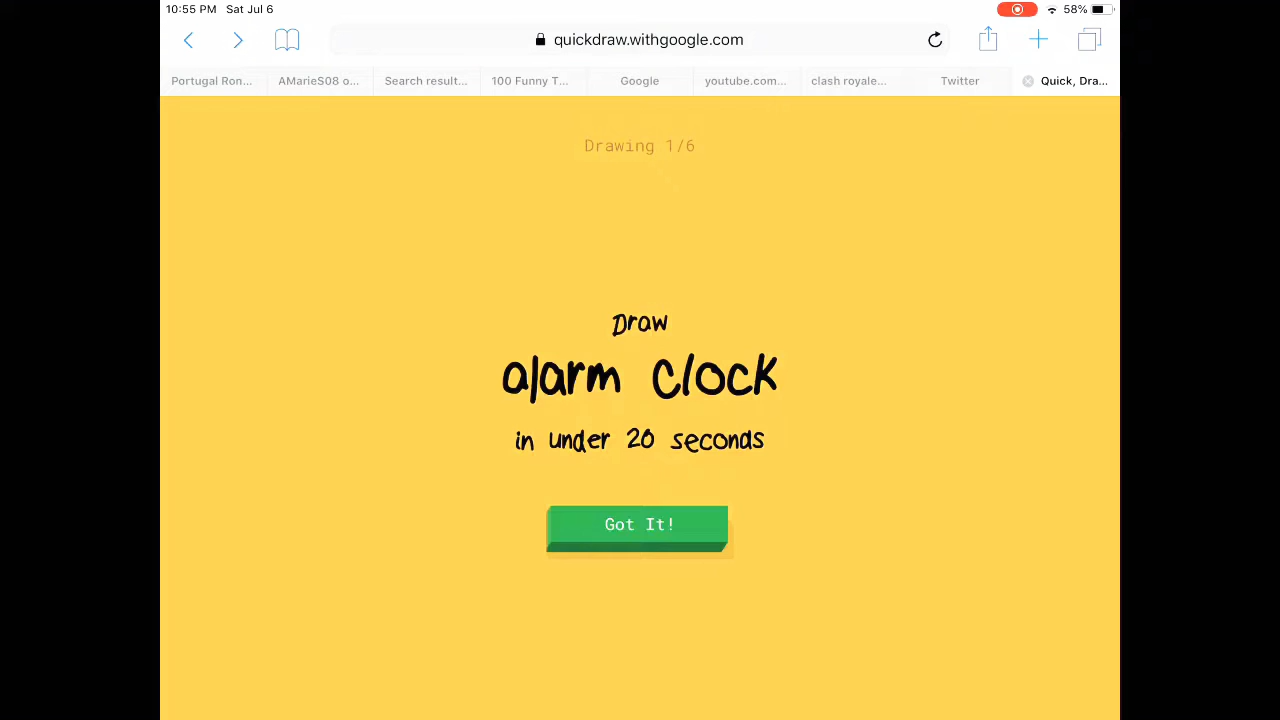 10:55 PM Sat Jul 6 58%
quickdraw.withgoogle.com
Portugal Ron... AMarieS08 o... Search result... 100 Funny T... Google youtube.com... clash royale... Twitter Quick, Dra...
Drawing 1/6
Draw
alarm clock
in under 20 seconds
Got It!